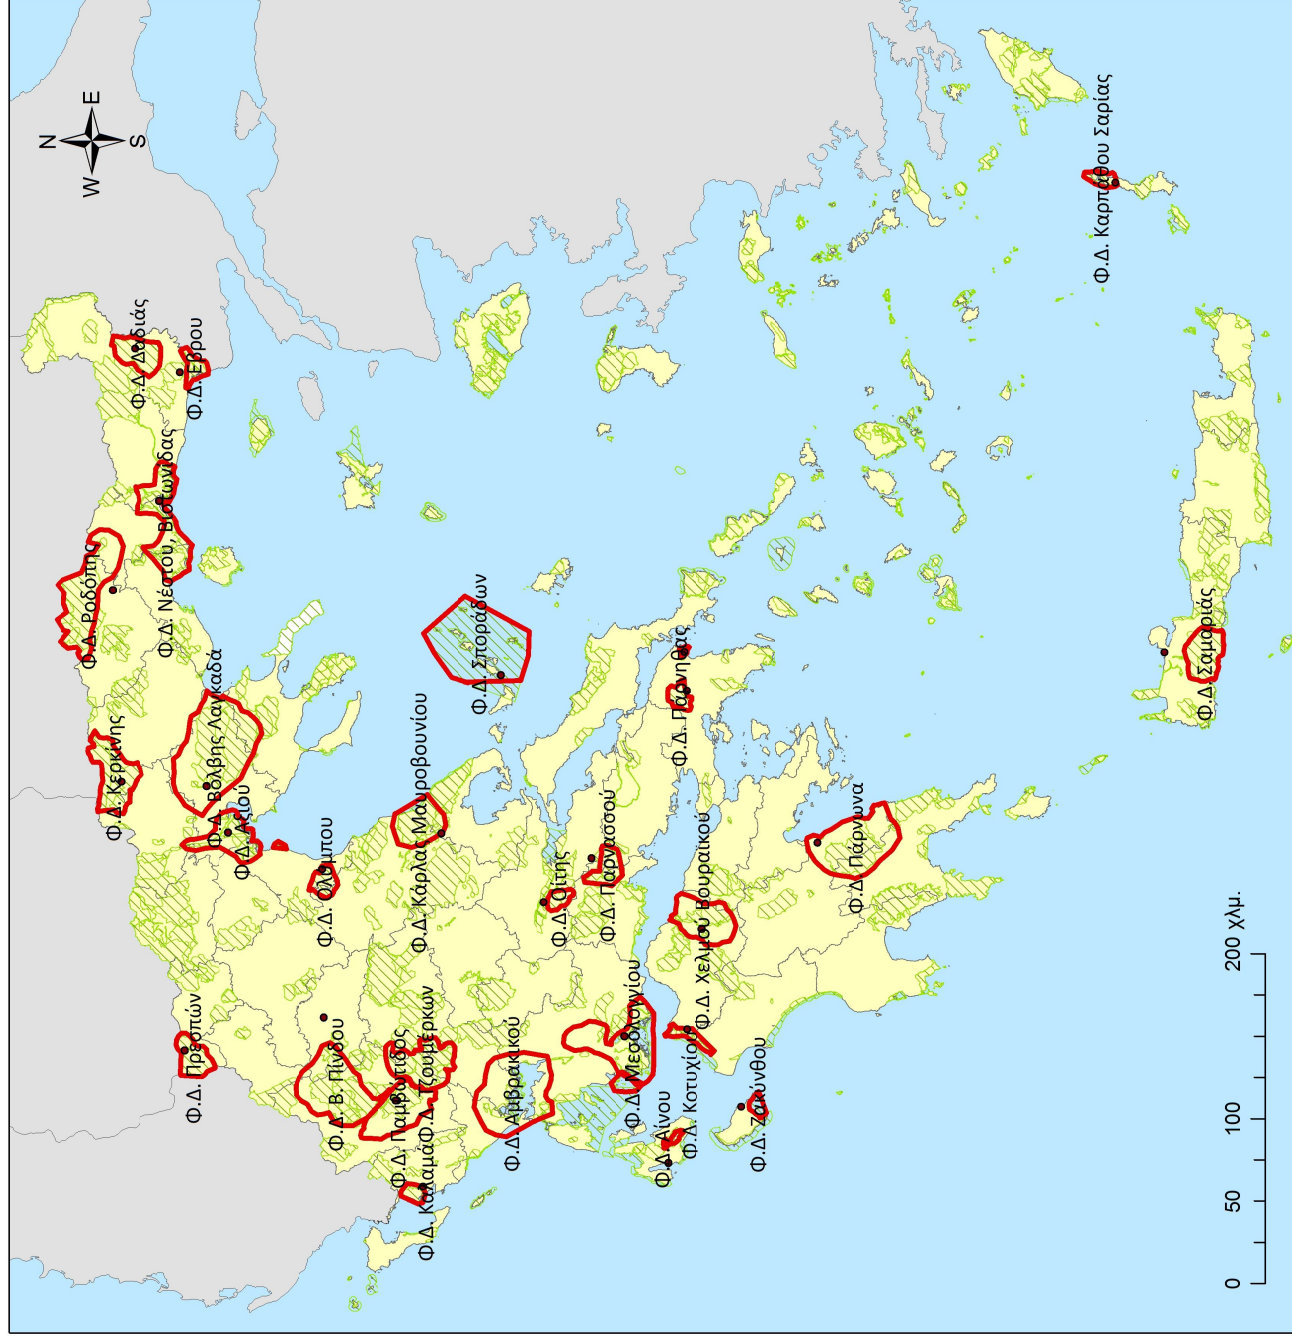 N
W E
S
Φ.Δ. Δαδιάς
Φ.Δ. Έβρου
Φ.Δ. Νέστου, Βιστωνίδας
Φ.Δ. Ροδόπης
Φ.Δ. Κερκίνης
Φ.Δ. Βόλβης Λαγκαδά
Φ.Δ. Αξιού
Φ.Δ. Ολύμπου
Φ.Δ. Πρεσπών
Φ.Δ. Β. Πίνδου
Φ.Δ. Παμβώτιδος
Φ.Δ. Τζουμέρκων
Φ.Δ. Καλαμά
Φ.Δ. Κάρλας Μαυροβουνίου
Φ.Δ. Σποράδων
Φ.Δ. Αμβρακικού
Φ.Δ. Οίτης
Φ.Δ. Παρνασσού
Φ.Δ. Μεσολογγίου
Φ.Δ. Πάρνηθας
Φ.Δ. Αίνου
Φ.Δ. Κοτυχίου
Φ.Δ. Χελμού Βουραϊκού
Φ.Δ. Ζακύνθου
Φ.Δ. Πάρνωνα
Φ.Δ. Καρπάθου Σαρίας
Φ.Δ. Σαμαριάς
0 50 100 200 χλμ.